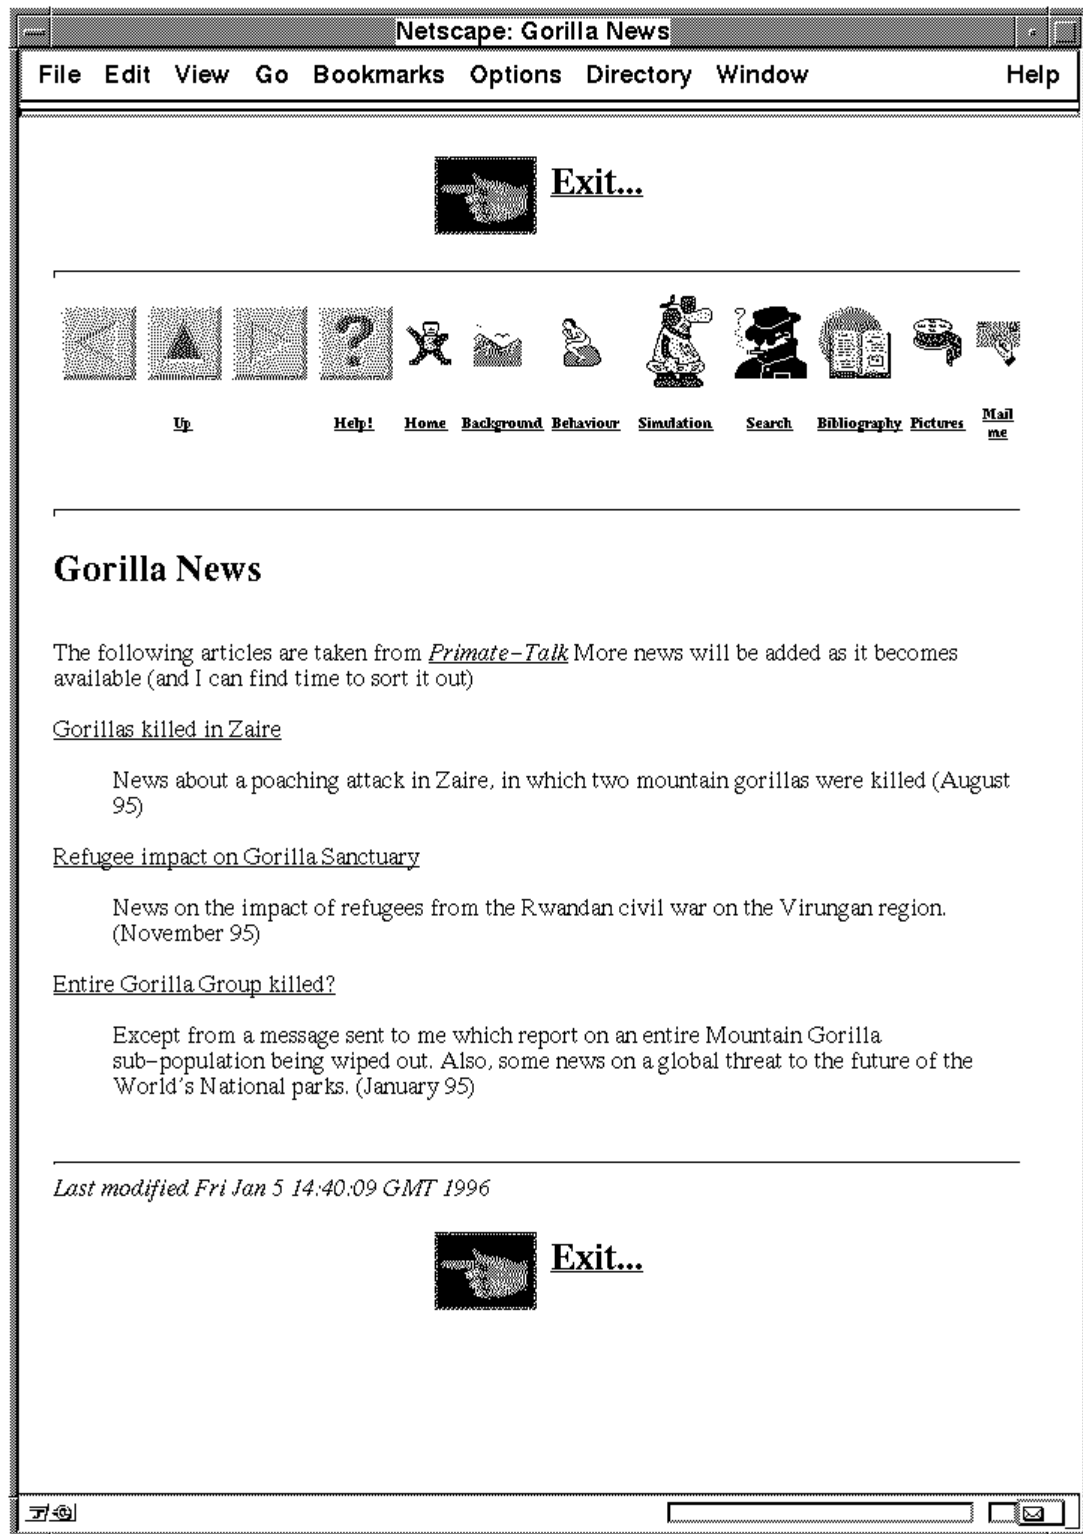 Netscape: Gorilla News
File Edit View Go Bookmarks Options Directory Window Help
Exit...
?
?
Up Help! Home Background Behaviour Simulation Search Bibliography Pictures Mail me
Gorilla News
The following articles are taken from Primate-Talk More news will be added as it becomes
available (and I can find time to sort it out)
Gorillas killed in Zaire
News about a poaching attack in Zaire, in which two mountain gorillas were killed (August
95)
Refugee impact on Gorilla Sanctuary
News on the impact of refugees from the Rwandan civil war on the Virungan region.
(November 95)
Entire Gorilla Group killed?
Except from a message sent to me which report on an entire Mountain Gorilla
sub-population being wiped out. Also, some news on a global threat to the future of the
World's National parks. (January 95)
Last modified Fri Jan 5 14:40:09 GMT 1996
Exit...